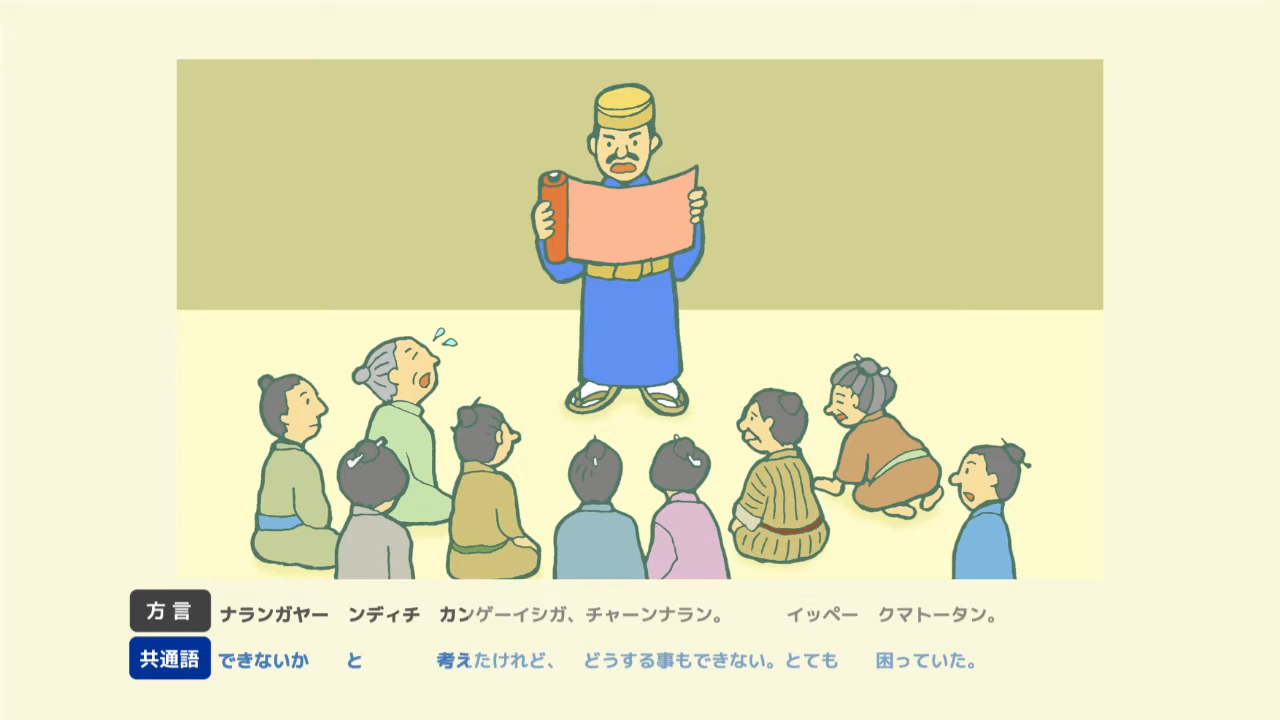 方言 ナランガヤー ンディチ カンゲーイシガ、チャーンナラン。 イッペー クマトータン。
共通語 できないか と 考えたけれど、 どうする事もできない。とても 困っていた。